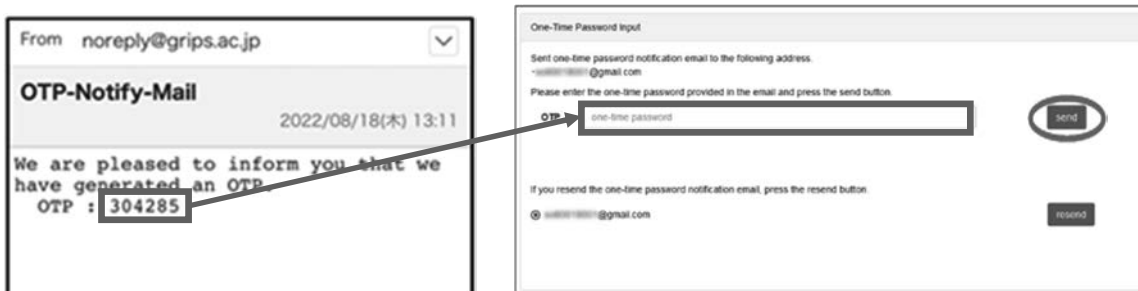 From noreply@grips.ac.jp
OTP-Notify-Mail
2022/08/18(木) 13:11
We are pleased to inform you that we
have generated an OTP.
OTP : 304285
One-Time Password Input
Sent one-time password notification email to the following address.
@gmail.com
Please enter the one-time password provided in the email and press the send button.
OTP one-time password send
If you resend the one-time password notification email, press the resend button.
@gmail.com resend